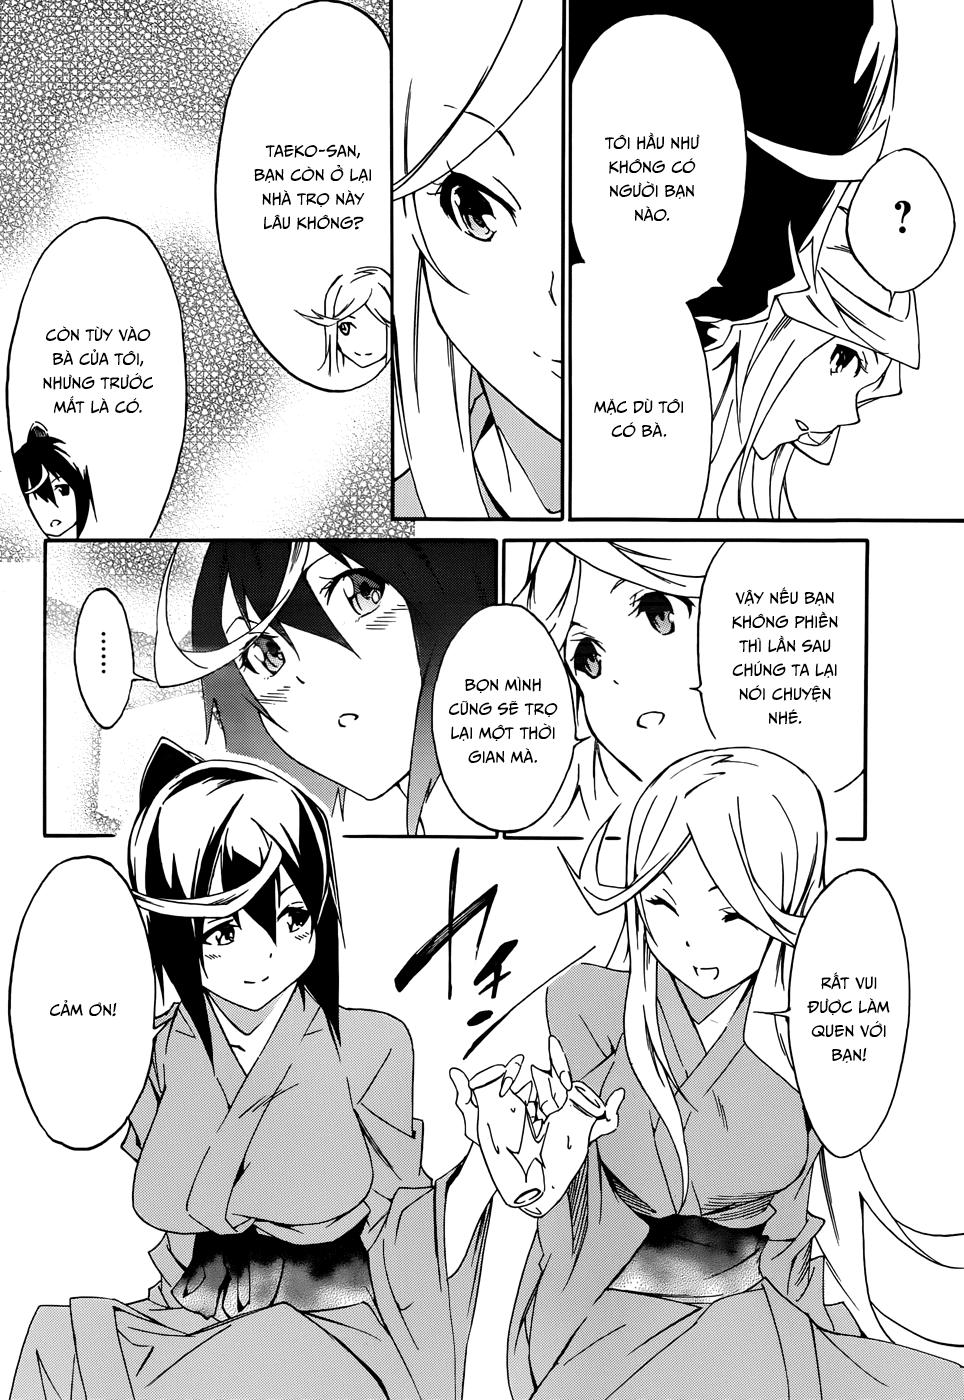 TÔI HẦU NHƯ
KHÔNG CÓ
NGƯỜI BẠN
NÀO.
?
MẶC DÙ TÔI
CÓ BÀ.
TAEKO-SAN,
BẠN CÒN Ở LẠI
NHÀ TRỌ NÀY
LÂU KHÔNG?
CÒN TÙY VÀO
BÀ CỦA TÔI,
NHƯNG TRƯỚC
MẮT LÀ CÓ.
VẬY NẾU BẠN
KHÔNG PHIỀN
THÌ LẦN SAU
CHÚNG TA LẠI
NÓI CHUYỆN
NHÉ.
BỌN MÌNH
CŨNG SẼ TRỌ
LẠI MỘT THỜI
GIAN MÀ.
......
RẤT VUI
ĐƯỢC LÀM
QUEN VỚI
BẠN!
CẢM ƠN!